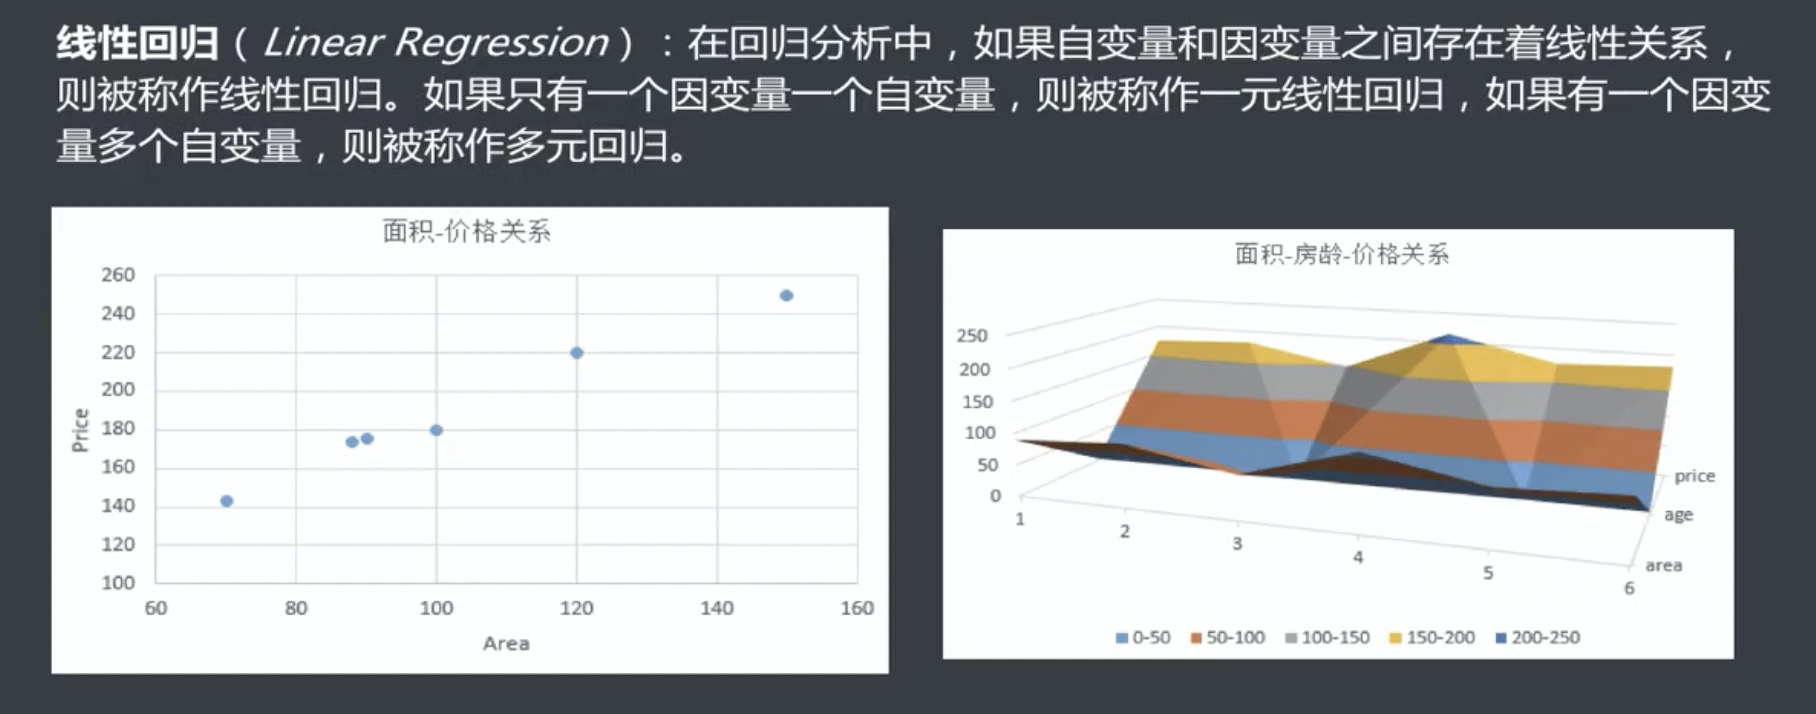 线性回归（Linear Regression）：在回归分析中，如果自变量和因变量之间存在着线性关系，
则被称作线性回归。如果只有一个因变量一个自变量，则被称作一元线性回归，如果有一个因变
量多个自变量，则被称作多元回归。
面积-价格关系
260
240
220
200
180
160
140
120
100
Price
60 80 100 120 140 160
Area
面积-房龄-价格关系
250
200
150
100
50
0
1 2 3 4 5 6
price
age
area
0-50 50-100 100-150 150-200 200-250